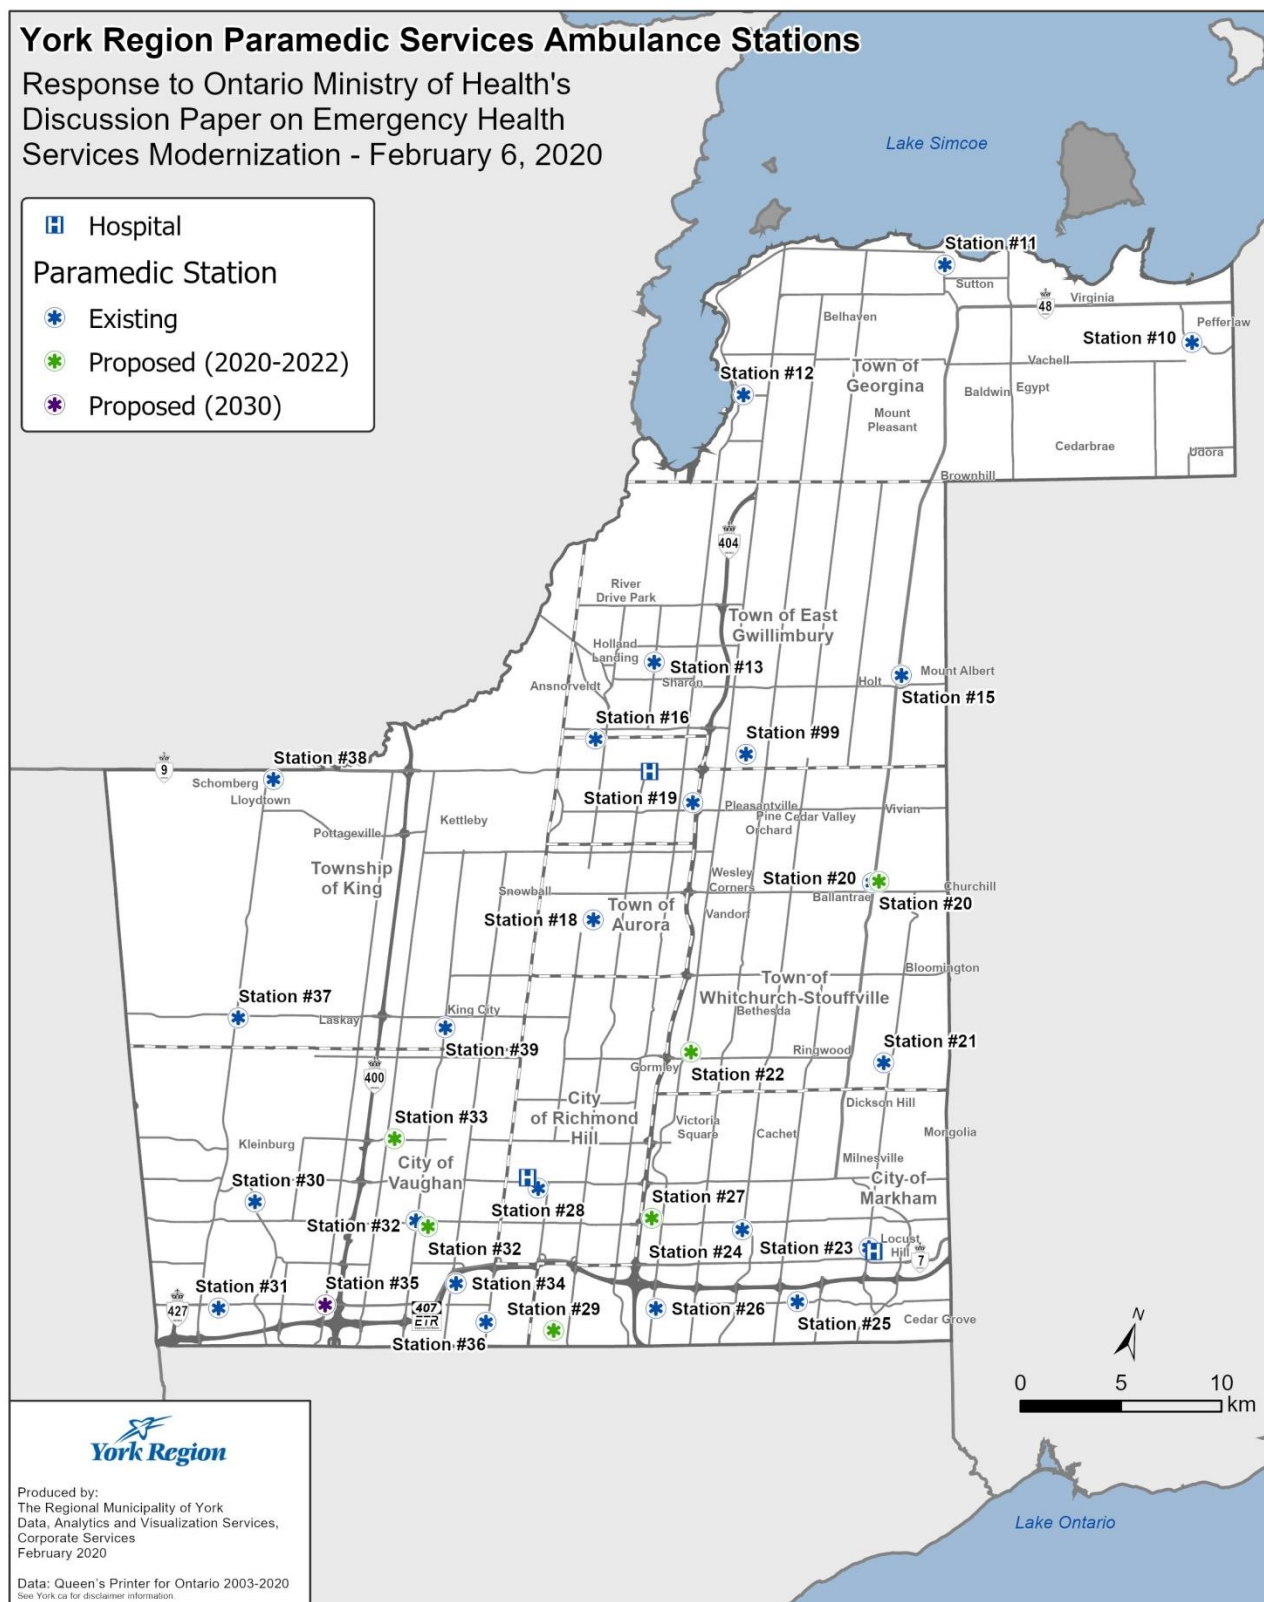 York Region Paramedic Services Ambulance Stations
Response to Ontario Ministry of Health's
Discussion Paper on Emergency Health
Services Modernization - February 6, 2020
H Hospital
Paramedic Station
Existing
Proposed (2020-2022)
Proposed (2030)
Lake Simcoe
Station #11
Sutton
48
Virginia
Belhaven
Pefferlaw
Station #10
Vachell
Station #12
Town of
Georgina
Baldwin
Egypt
Mount
Pleasant
Cedarbrae
Udora
Brownhill
404
River
Drive Park
Town of East
Gwillimbury
Holland
Landing
Station #13
Sharon
Ansnorveldt
Holt
Mount Albert
Station #15
Station #16
Station #99
Station #38
9
Schomberg
Lloydtown
H
Station #19
Pleasantville
Pine
Orchard
Cedar Valley
Vivian
Kettleby
Pottageville
Township
of King
Wesley
Corners
Station #20
Ballantrae
Churchill
Station #20
Snowball
Town of
Aurora
Vandorf
Station #18
Bloomington
Town of
Whitchurch-Stouffville
Bethesda
Station #37
Laskay
King City
Station #39
Station #21
Ringwood
Gormley
Station #22
400
City
of Richmond
Hill
Dickson Hill
Station #33
Victoria
Square
Cachet
Mongolia
Kleinburg
City of
Vaughan
Milnesville
City of
Markham
Station #30
H
Station #28
Station #27
Station #32
Station #32
Station #24
Station #23
H
Locust
Hill
7
Station #31
Station #35
Station #34
427
407
ETR
Station #29
Station #26
Station #25
Cedar Grove
Station #36
N
0 5 10
km
York Region
Produced by:
The Regional Municipality of York
Data, Analytics and Visualization Services,
Corporate Services
February 2020
Data: Queen's Printer for Ontario 2003-2020
See York.ca for disclaimer information.
Lake Ontario